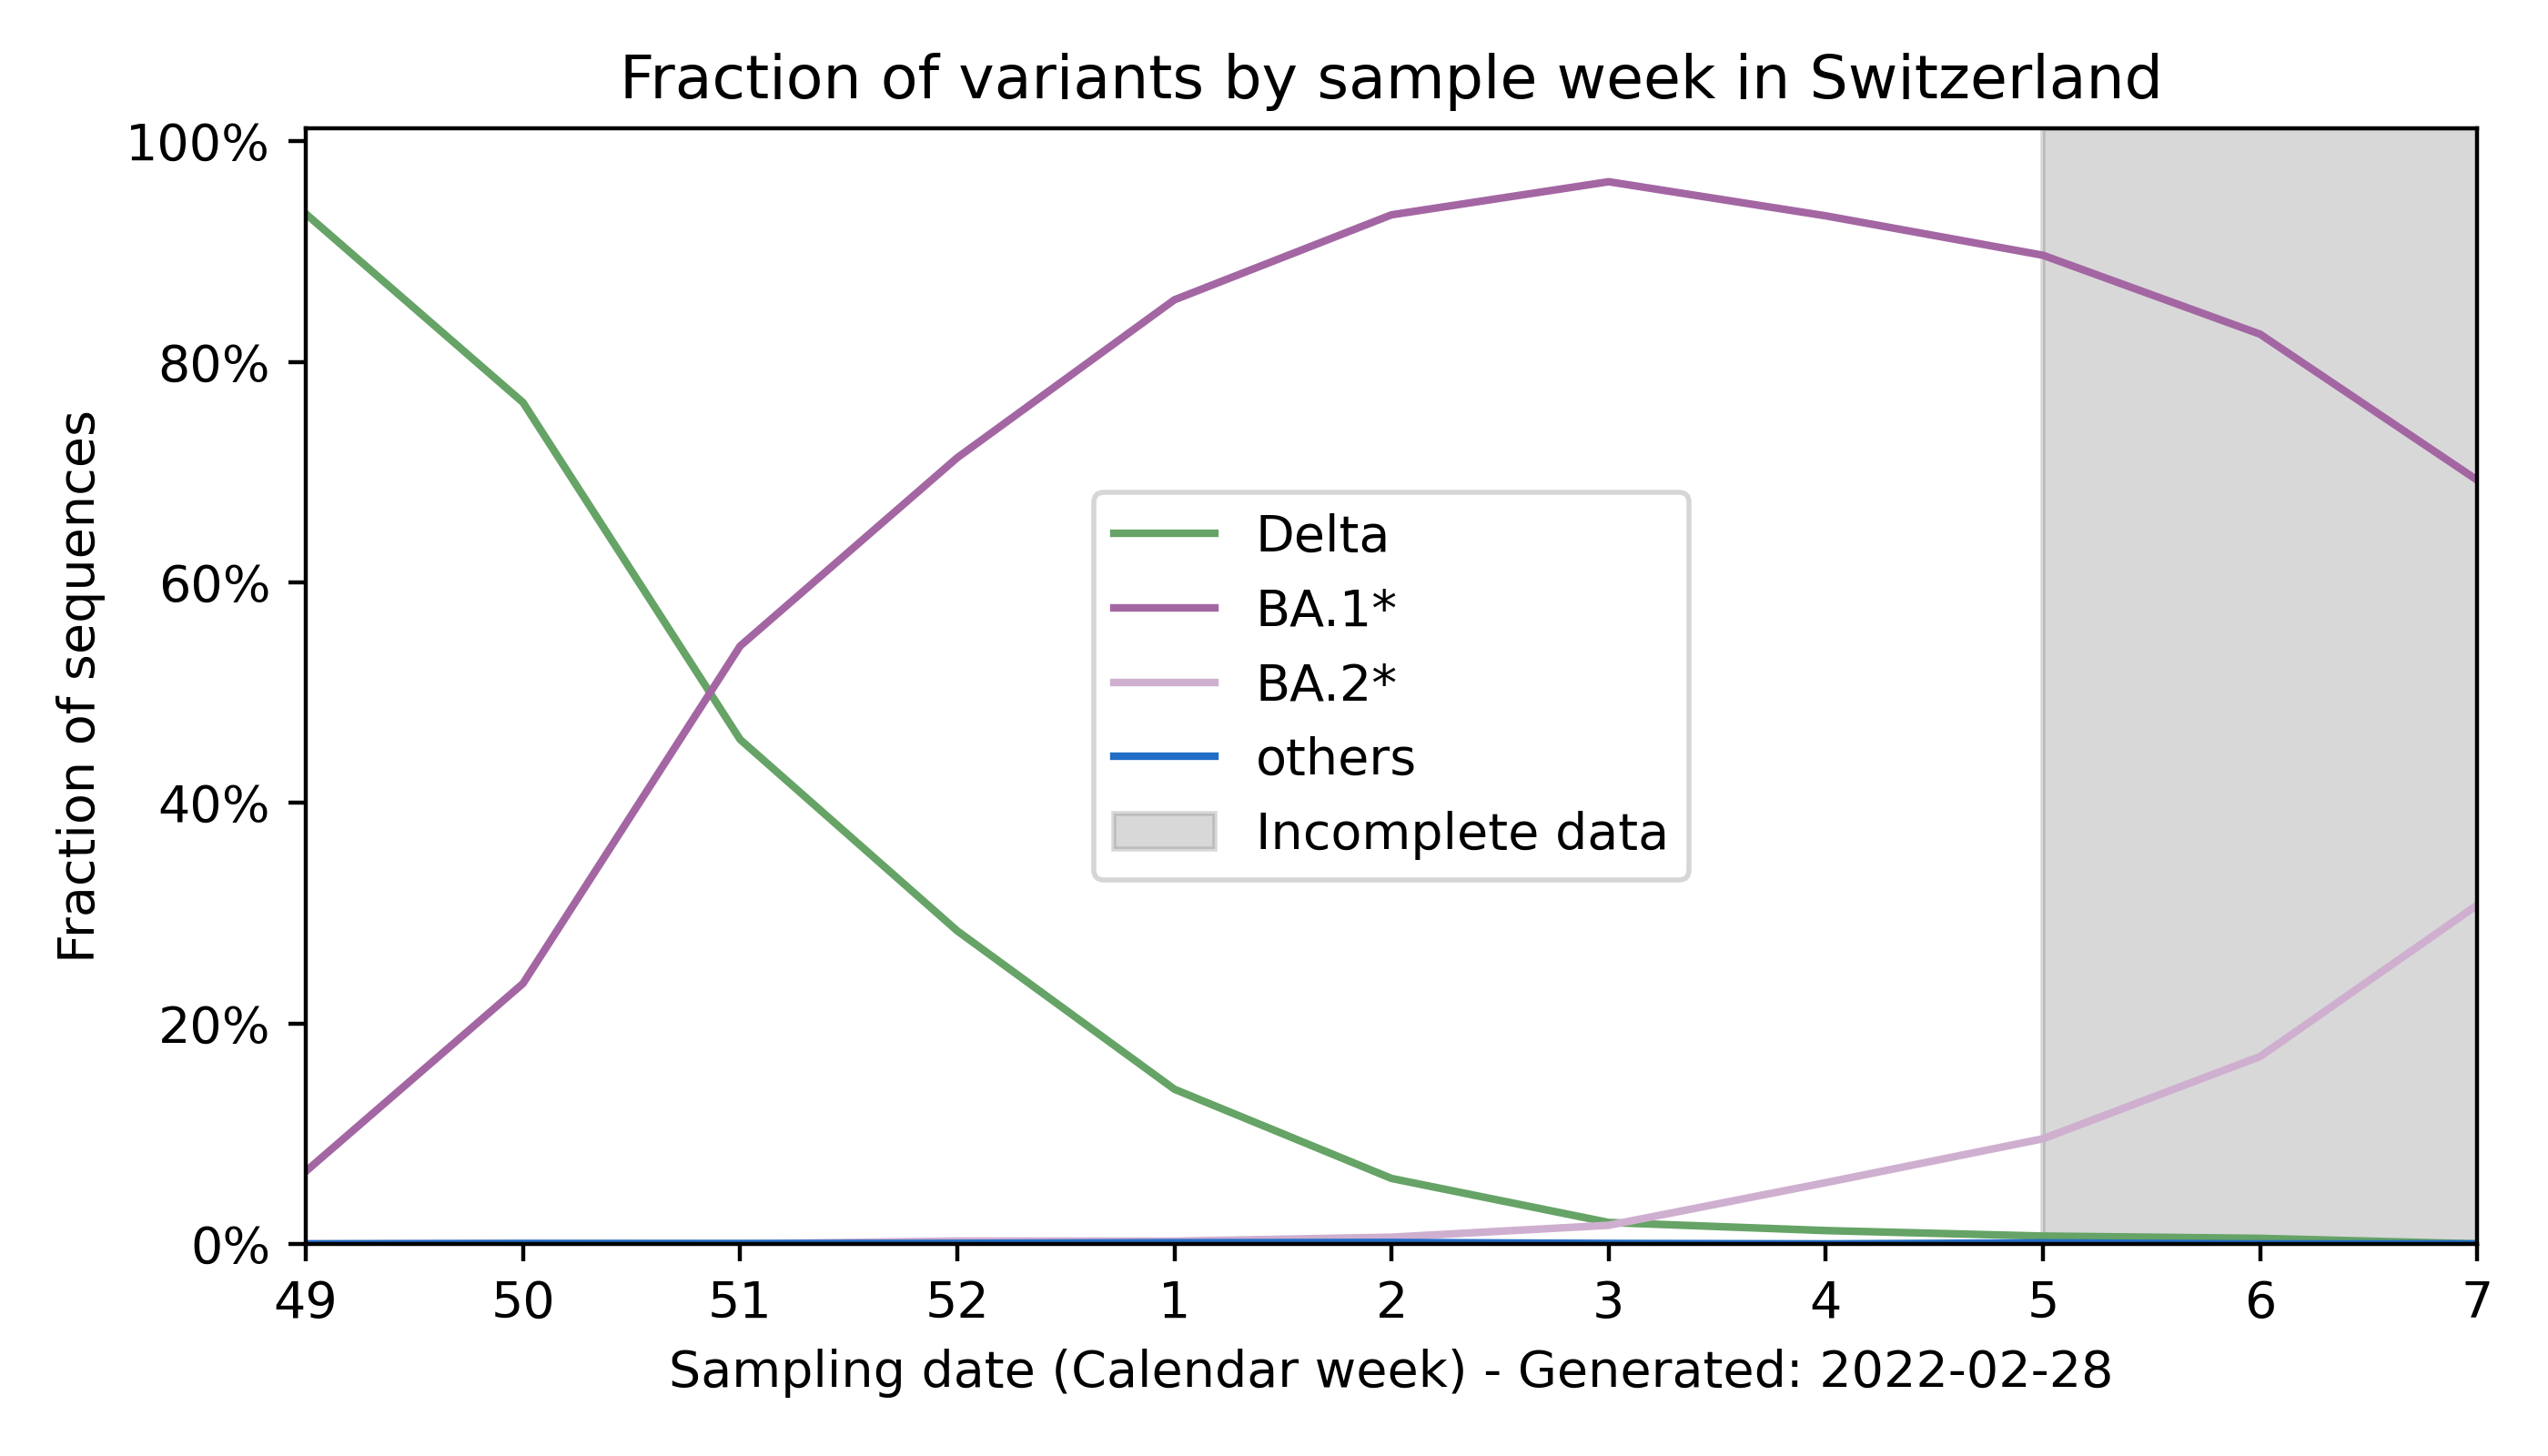 Fraction of variants by sample week in Switzerland
100%
80%
60%
40%
20%
0%
Fraction of sequences
Delta
BA.1*
BA.2*
others
Incomplete data
49 50 51 52 1 2 3 4 5 6 7
Sampling date (Calendar week) - Generated: 2022-02-28